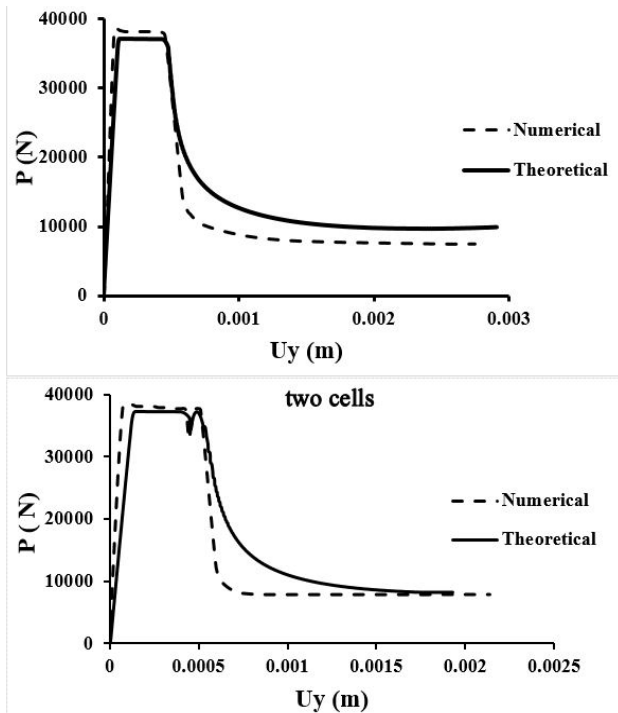 40000
30000
20000
10000
0
P (N)
Numerical
Theoretical
0 0.001 0.002 0.003
Uy (m)
two cells
40000
30000
20000
10000
0
P ( N)
Numerical
Theoretical
0 0.0005 0.001 0.0015 0.002 0.0025
Uy (m)